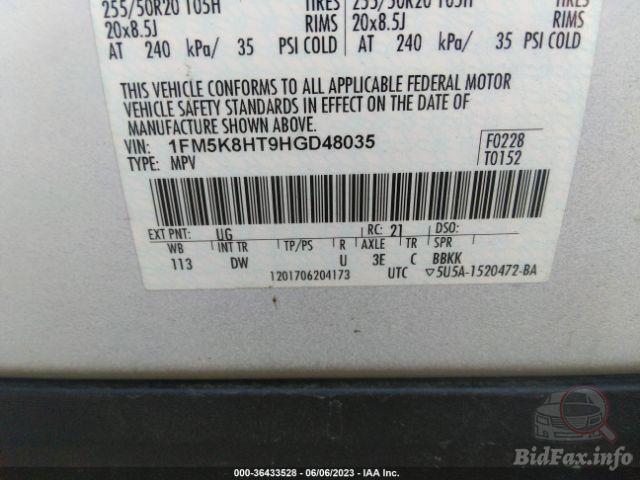 255/50R20 105H TIRES 255/50R20 105H TIRES
20x8.5J RIMS 20x8.5J RIMS
AT 240 kPa/ 35 PSI COLD AT 240 kPa/ 35 PSI COLD
THIS VEHICLE CONFORMS TO ALL APPLICABLE FEDERAL MOTOR
VEHICLE SAFETY STANDARDS IN EFFECT ON THE DATE OF
MANUFACTURE SHOWN ABOVE.
VIN: 1FM5K8HT9HGD48035 F0228
TYPE: MPV T0152
EXT PNT: UG RC: 21 DSO:
WB INT TR TP/PS R AXLE TR SPR
113 DW U 3E C BBKK
1201706204173 UTC ▽5U5A-1520472-BA
BidFax.info
000-36433528 - 06/06/2023 - IAA Inc.